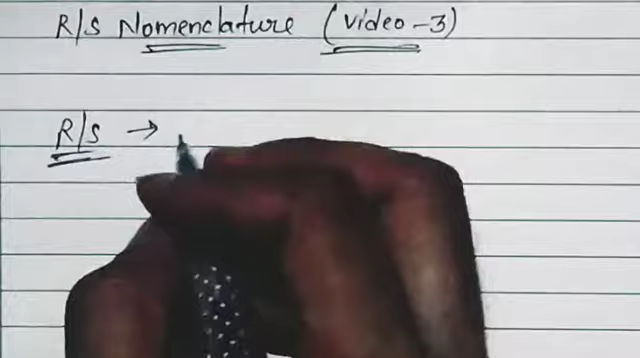 R/S Nomenclature (video-3)
R/S →